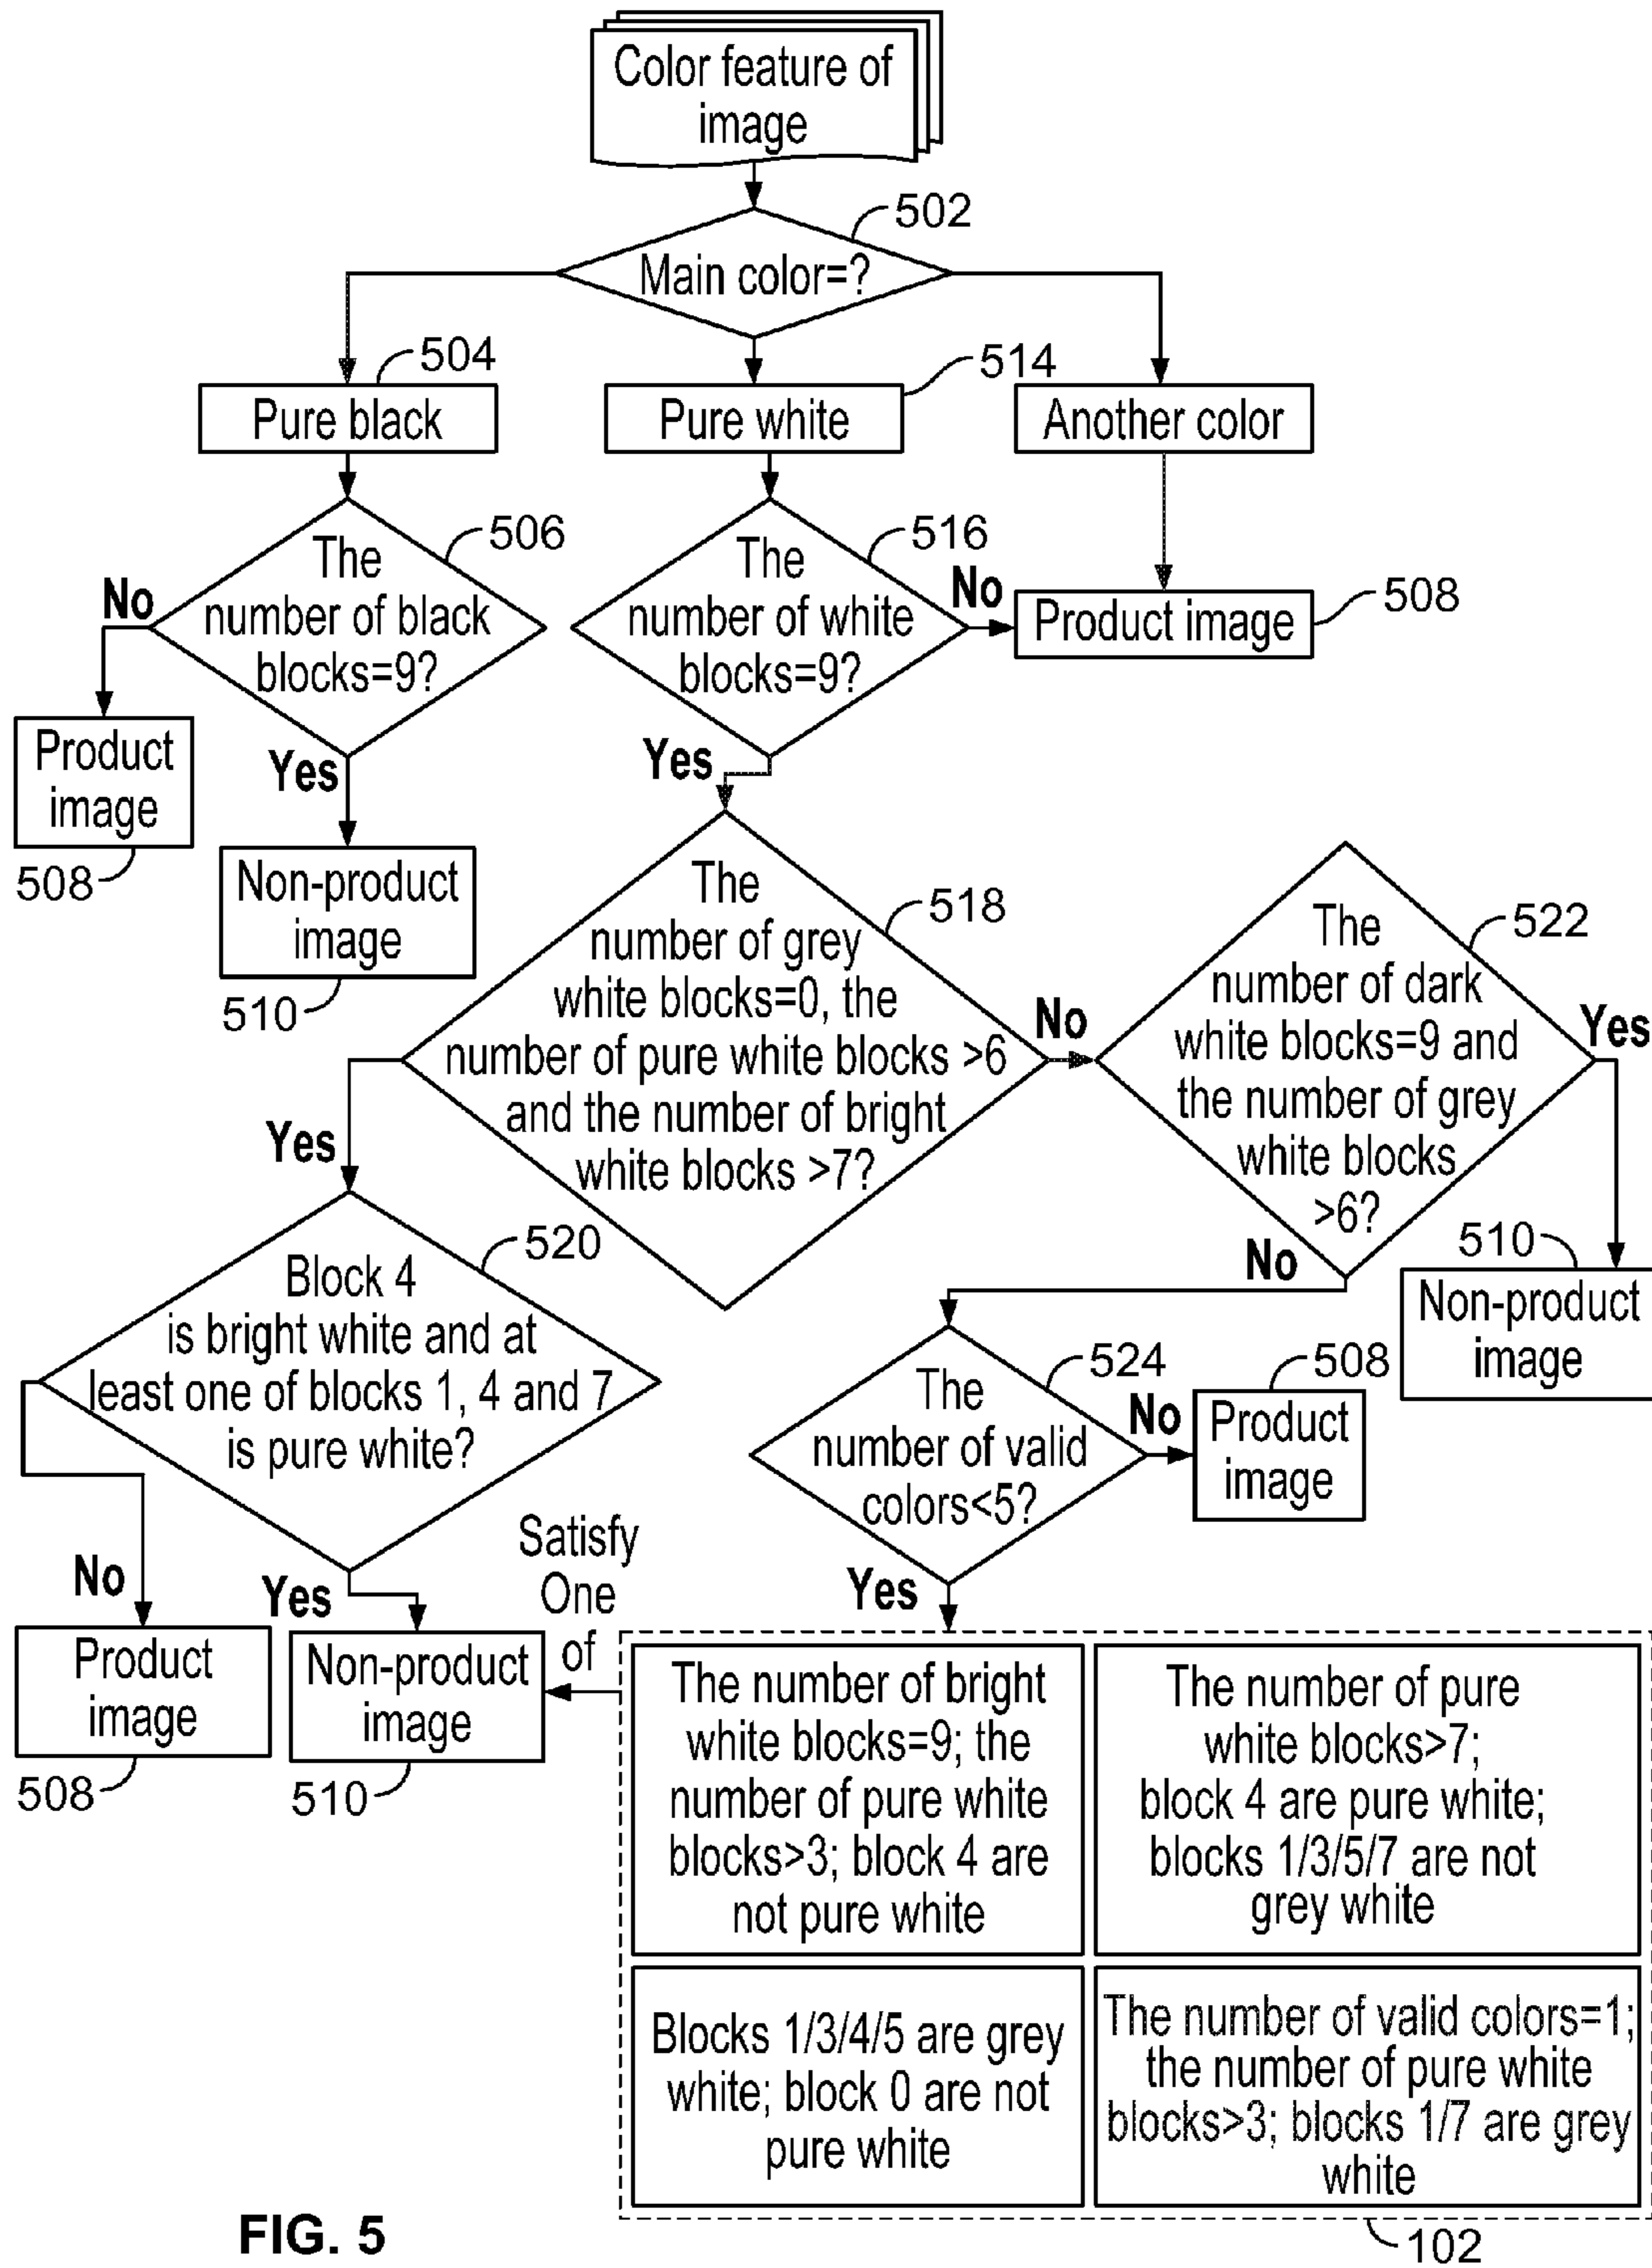 Color feature of
image
502
Main color=?
504
514
Pure black
Pure white
Another color
506
516
The
number of black
blocks=9?
The
number of white
blocks=9?
No
No
Product image
508
Product
image
508
Yes
Yes
Non-product
image
510
The
number of grey
white blocks=0, the
number of pure white blocks >6
and the number of bright
white blocks >7?
518
No
The
number of dark
white blocks=9 and
the number of grey
white blocks
>6?
522
Yes
510
Non-product
image
Yes
No
Block 4
is bright white and at
least one of blocks 1, 4 and 7
is pure white?
520
The
number of valid
colors<5?
524
No
508
Product
image
No
Yes
Satisfy
One
of
Yes
Product
image
508
Non-product
image
510
The number of bright
white blocks=9; the
number of pure white
blocks>3; block 4 are
not pure white
The number of pure
white blocks>7;
block 4 are pure white;
blocks 1/3/5/7 are not
grey white
Blocks 1/3/4/5 are grey
white; block 0 are not
pure white
The number of valid colors=1;
the number of pure white
blocks>3; blocks 1/7 are grey
white
102
FIG. 5